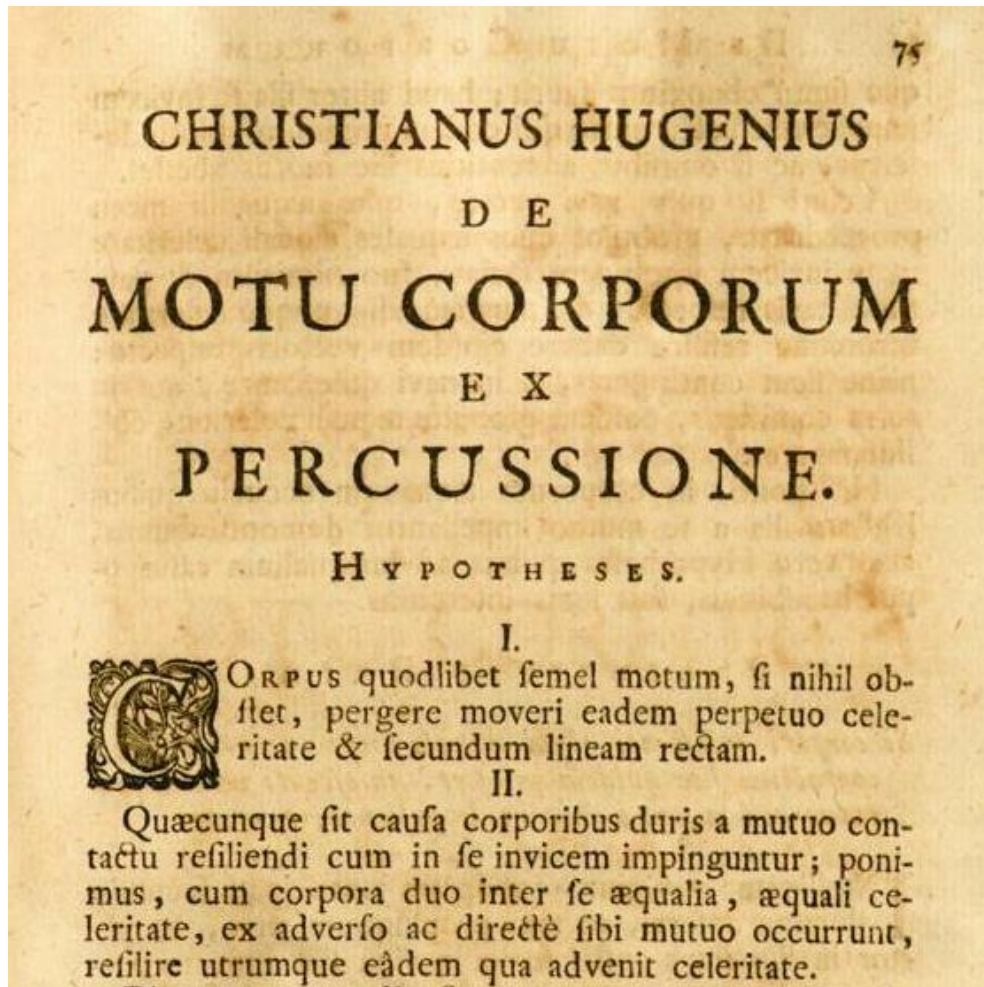 75
CHRISTIANUS HUGENIUS
DE
MOTU CORPORUM
EX
PERCUSSIONE.
HYPOTHESES.
I.
CORPUS quodlibet ſemel motum, ſi nihil ob-
ſtet, pergere moveri eadem perpetuo cele-
ritate & ſecundum lineam rectam.
II.
Quæcunque ſit cauſa corporibus duris a mutuo con-
tactu reſiliendi cum in ſe invicem impinguntur; poni-
mus, cum corpora duo inter ſe æqualia, æquali ce-
leritate, ex adverſo ac directè ſibi mutuo occurrunt,
reſilire utrumque eâdem qua advenit celeritate.